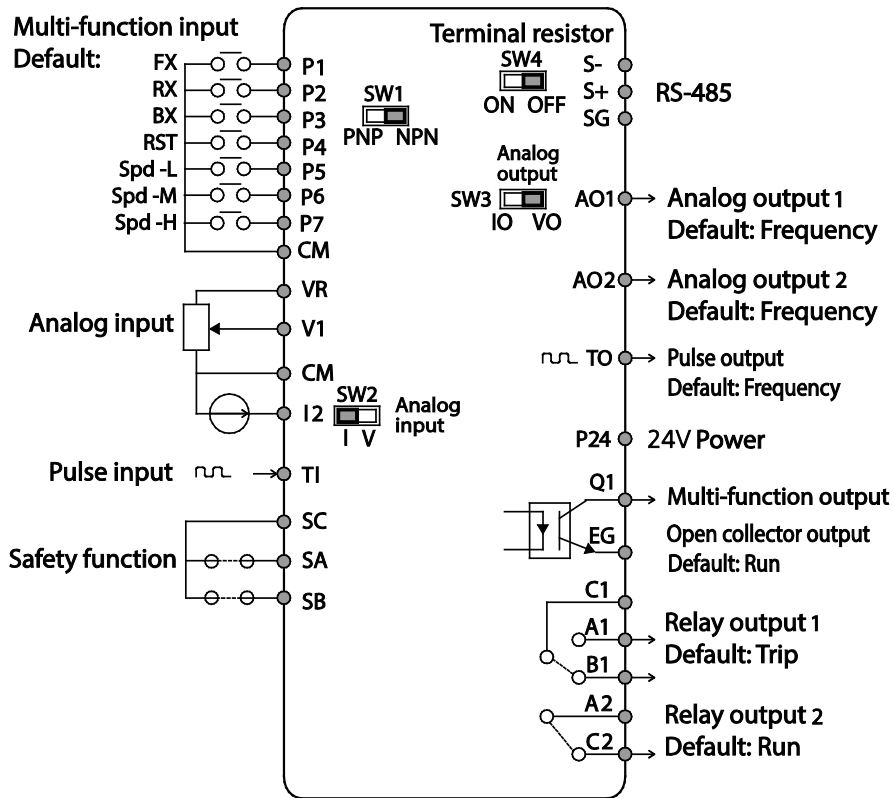 Multi-function input
Default:
FX
P1
RX
P2
BX
P3
RST
P4
Spd -L
P5
Spd -M
P6
Spd -H
P7
CM
SW1
PNP NPN
Analog input
VR
V1
CM
I2
SW2
I V
Analog
input
Pulse input
TI
Safety function
SC
SA
SB
Terminal resistor
SW4
ON OFF
S-
S+
SG
RS-485
Analog
output
SW3
IO VO
AO1
Analog output 1
Default: Frequency
AO2
Analog output 2
Default: Frequency
TO
Pulse output
Default: Frequency
P24
24V Power
Q1
Multi-function output
EG
Open collector output
Default: Run
C1
A1
B1
Relay output 1
Default: Trip
A2
C2
Relay output 2
Default: Run